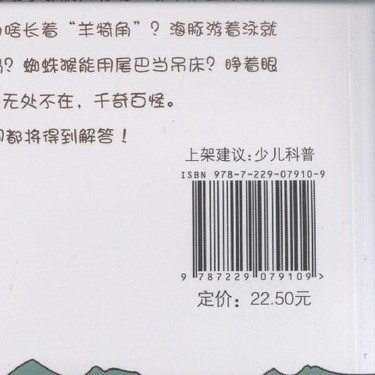 啥长着“羊犄角”？海豚游着泳就
？蜘蛛猴能用尾巴当吊床？睁着眼
无处不在，千奇百怪。
都将得到解答！
上架建议：少儿科普
ISBN 978-7-229-07910-9
9 787229 079109 >
定价：22.50元